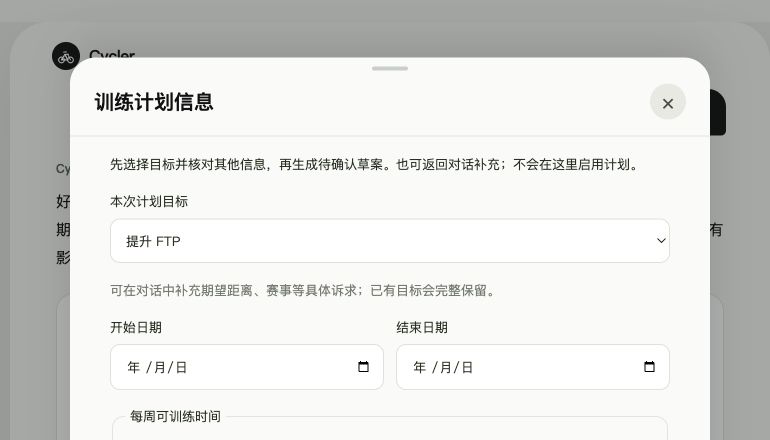 Cycler
训练计划信息
Cy
先选择目标并核对其他信息，再生成待确认草案。也可返回对话补充；不会在这里启用计划。
本次计划目标
好
提升 FTP
期
有
影
可在对话中补充期望距离、赛事等具体诉求；已有目标会完整保留。
开始日期
结束日期
年 /月/日
年 /月/日
每周可训练时间